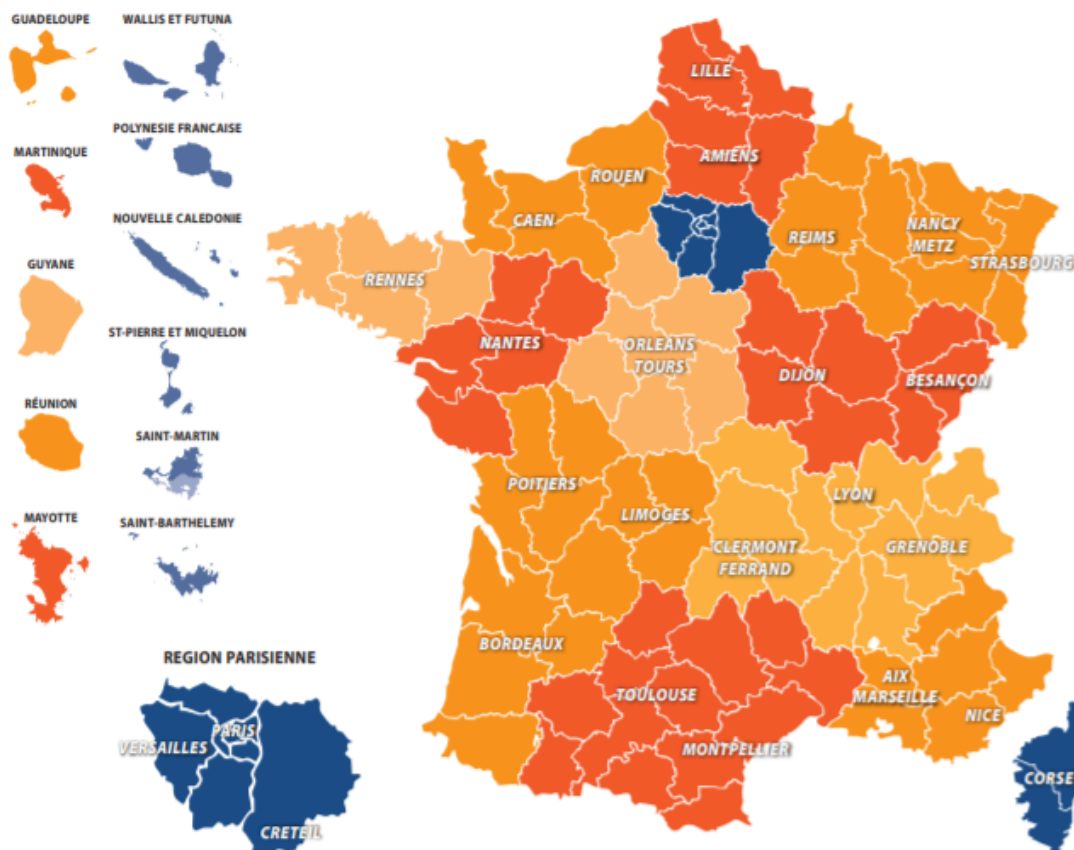 GUADELOUPE
WALLIS ET FUTUNA
POLYNESIE FRANCAISE
MARTINIQUE
NOUVELLE CALEDONIE
GUYANE
ST-PIERRE ET MIQUELON
RÉUNION
SAINT-MARTIN
MAYOTTE
SAINT-BARTHELEMY
REGION PARISIENNE
PARIS
VERSAILLES
CRETEIL
LILLE
AMIENS
ROUEN
CAEN
REIMS
NANCY
METZ
STRASBOURG
RENNES
NANTES
ORLEANS
TOURS
DIJON
BESANÇON
POITIERS
LIMOGES
LYON
CLERMONT
FERRAND
GRENOBLE
BORDEAUX
TOULOUSE
AIX
MARSEILLE
NICE
MONTPELLIER
CORSE